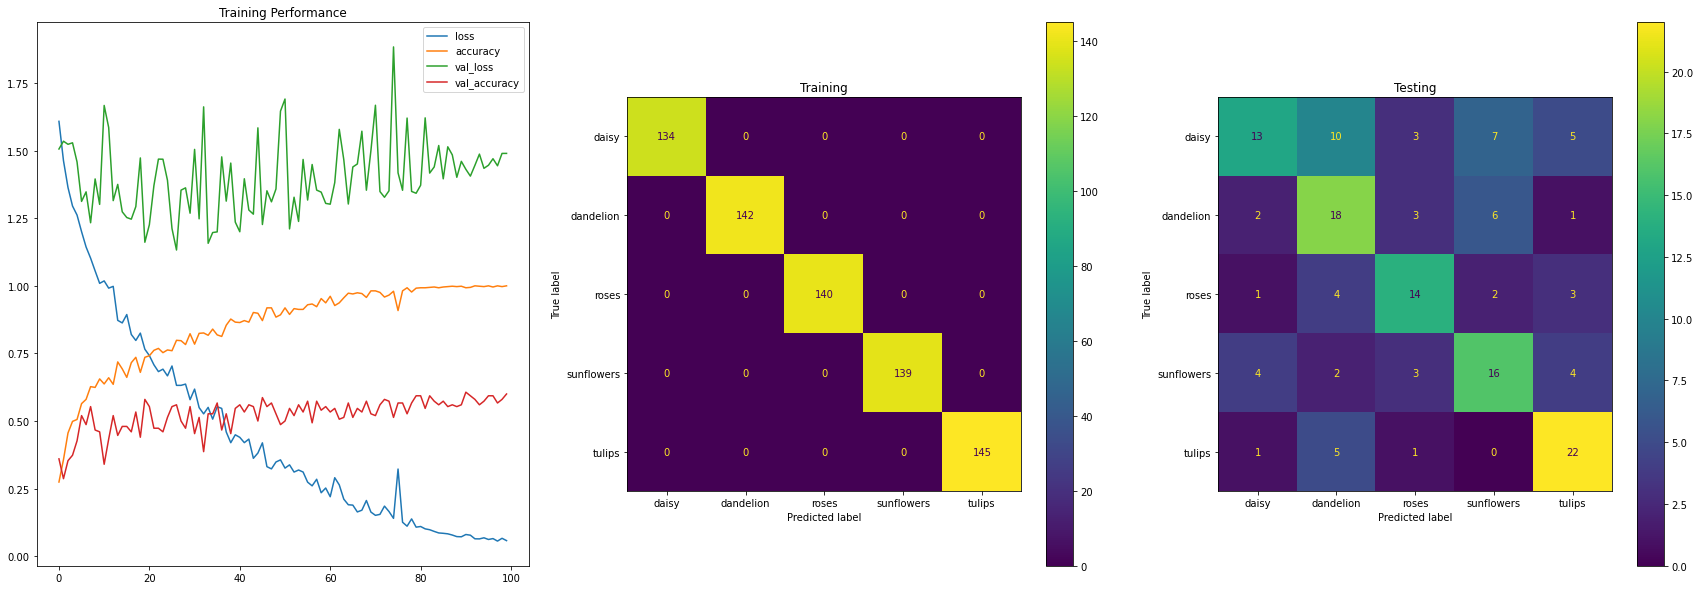 Training Performance
loss
accuracy
val_loss
val_accuracy
1.75
1.50
1.25
1.00
0.75
0.50
0.25
0.00
0 20 40 60 80 100
Training
True label
daisy 134 0 0 0 0
dandelion 0 142 0 0 0
roses 0 0 140 0 0
sunflowers 0 0 0 139 0
tulips 0 0 0 0 145
daisy dandelion roses sunflowers tulips
Predicted label
140
120
100
80
60
40
20
0
Testing
True label
daisy 13 10 3 7 5
dandelion 2 18 3 6 1
roses 1 4 14 2 3
sunflowers 4 2 3 16 4
tulips 1 5 1 0 22
daisy dandelion roses sunflowers tulips
Predicted label
20.0
17.5
15.0
12.5
10.0
7.5
5.0
2.5
0.0